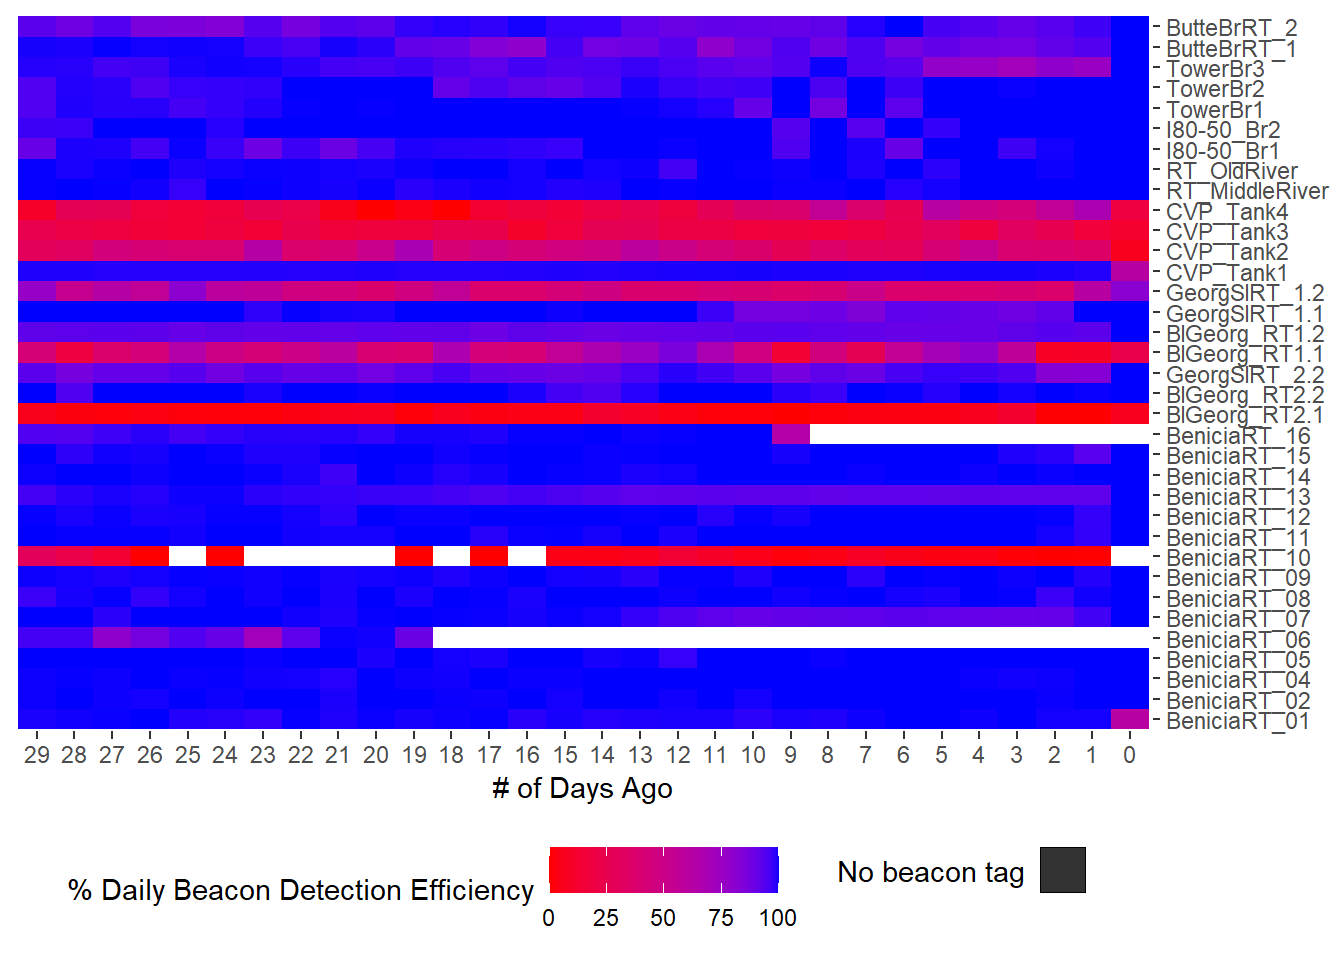 ButteBrRT_2
ButteBrRT_1
TowerBr3
TowerBr2
TowerBr1
I80-50_Br2
I80-50_Br1
RT_OldRiver
RT_MiddleRiver
CVP_Tank4
CVP_Tank3
CVP_Tank2
CVP_Tank1
GeorgSlRT_1.2
GeorgSlRT_1.1
BlGeorg_RT1.2
BlGeorg_RT1.1
GeorgSlRT_2.2
BlGeorg_RT2.2
BlGeorg_RT2.1
BeniciaRT_16
BeniciaRT_15
BeniciaRT_14
BeniciaRT_13
BeniciaRT_12
BeniciaRT_11
BeniciaRT_10
BeniciaRT_09
BeniciaRT_08
BeniciaRT_07
BeniciaRT_06
BeniciaRT_05
BeniciaRT_04
BeniciaRT_02
BeniciaRT_01
29 28 27 26 25 24 23 22 21 20 19 18 17 16 15 14 13 12 11 10 9 8 7 6 5 4 3 2 1 0
# of Days Ago
% Daily Beacon Detection Efficiency
0 25 50 75 100
No beacon tag